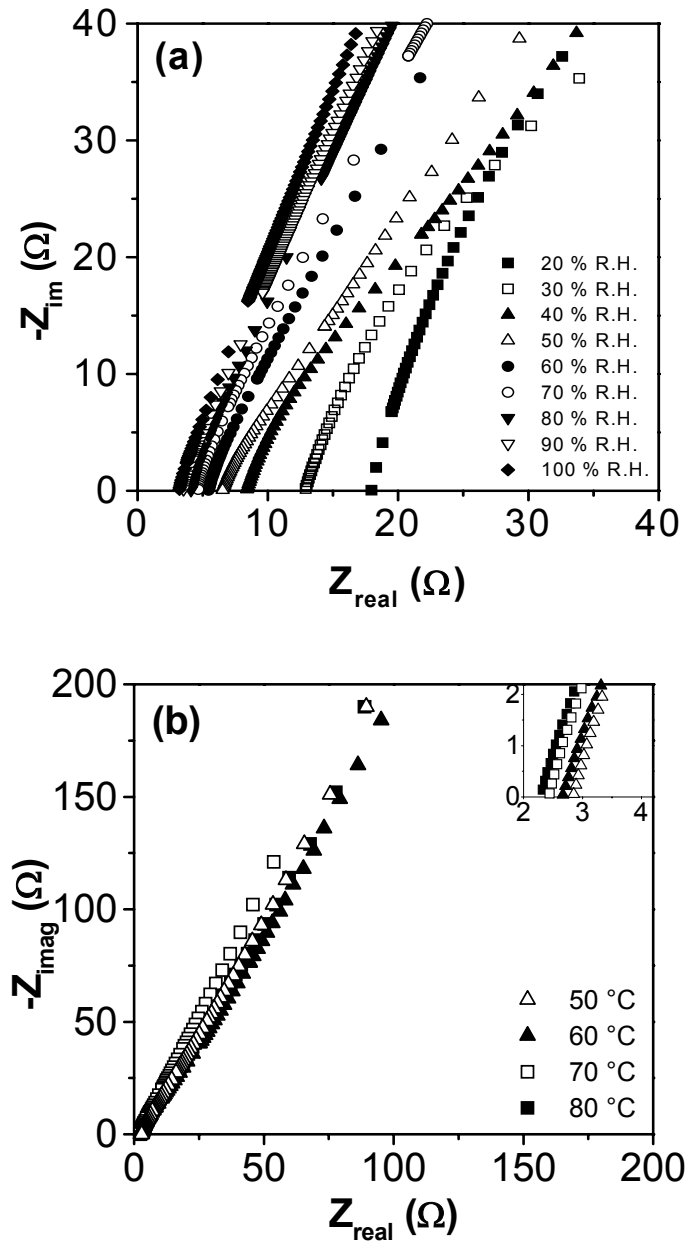 (a)
40
30
20
10
0
-Z_im (Ω)
20 % R.H.
30 % R.H.
40 % R.H.
50 % R.H.
60 % R.H.
70 % R.H.
80 % R.H.
90 % R.H.
100 % R.H.
0 10 20 30 40
Z_real (Ω)
(b)
200
150
100
50
0
-Z_imag (Ω)
2
1
0
2 3 4
50 °C
60 °C
70 °C
80 °C
0 50 100 150 200
Z_real (Ω)